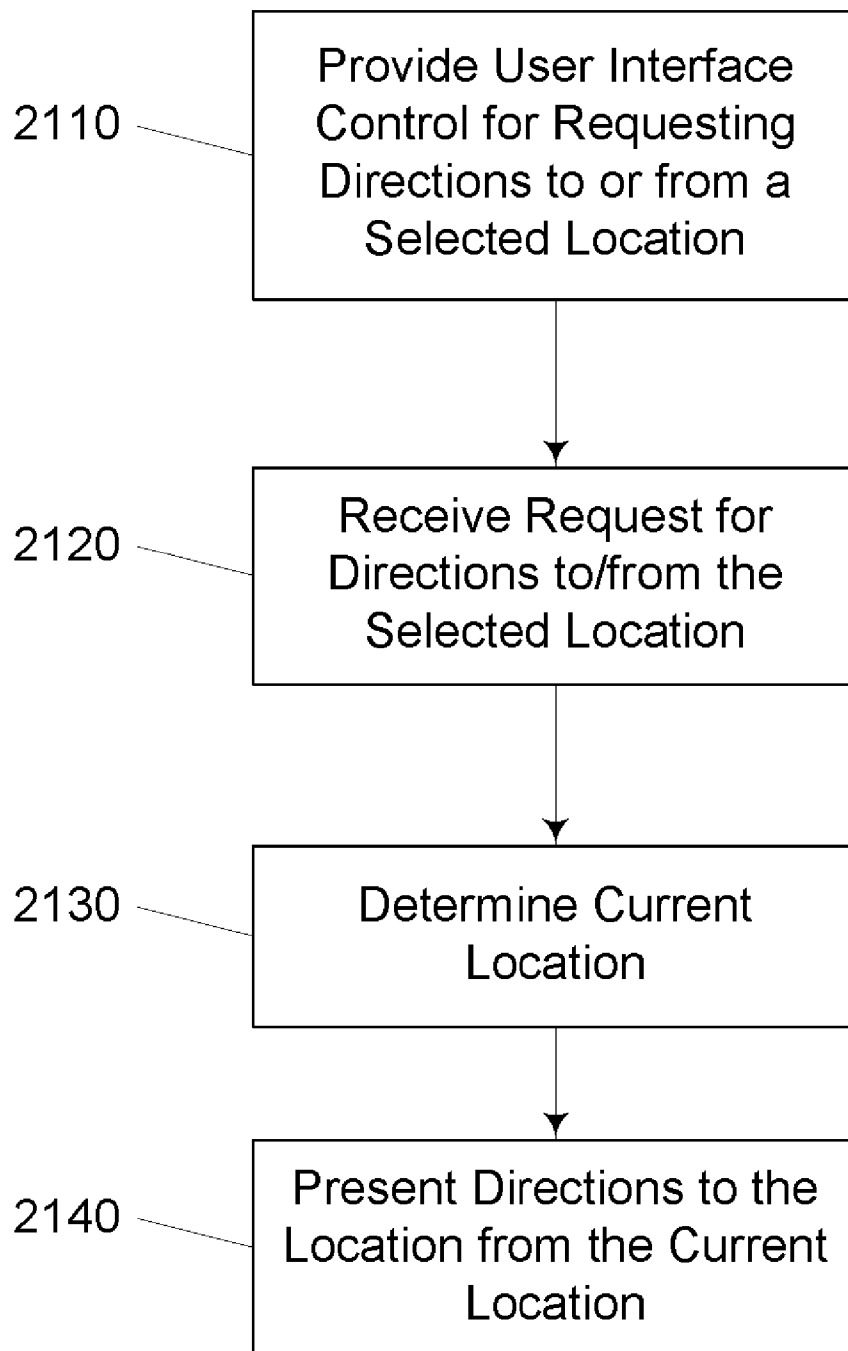 2110
Provide User Interface
Control for Requesting
Directions to or from a
Selected Location
2120
Receive Request for
Directions to/from the
Selected Location
2130
Determine Current
Location
2140
Present Directions to the
Location from the Current
Location